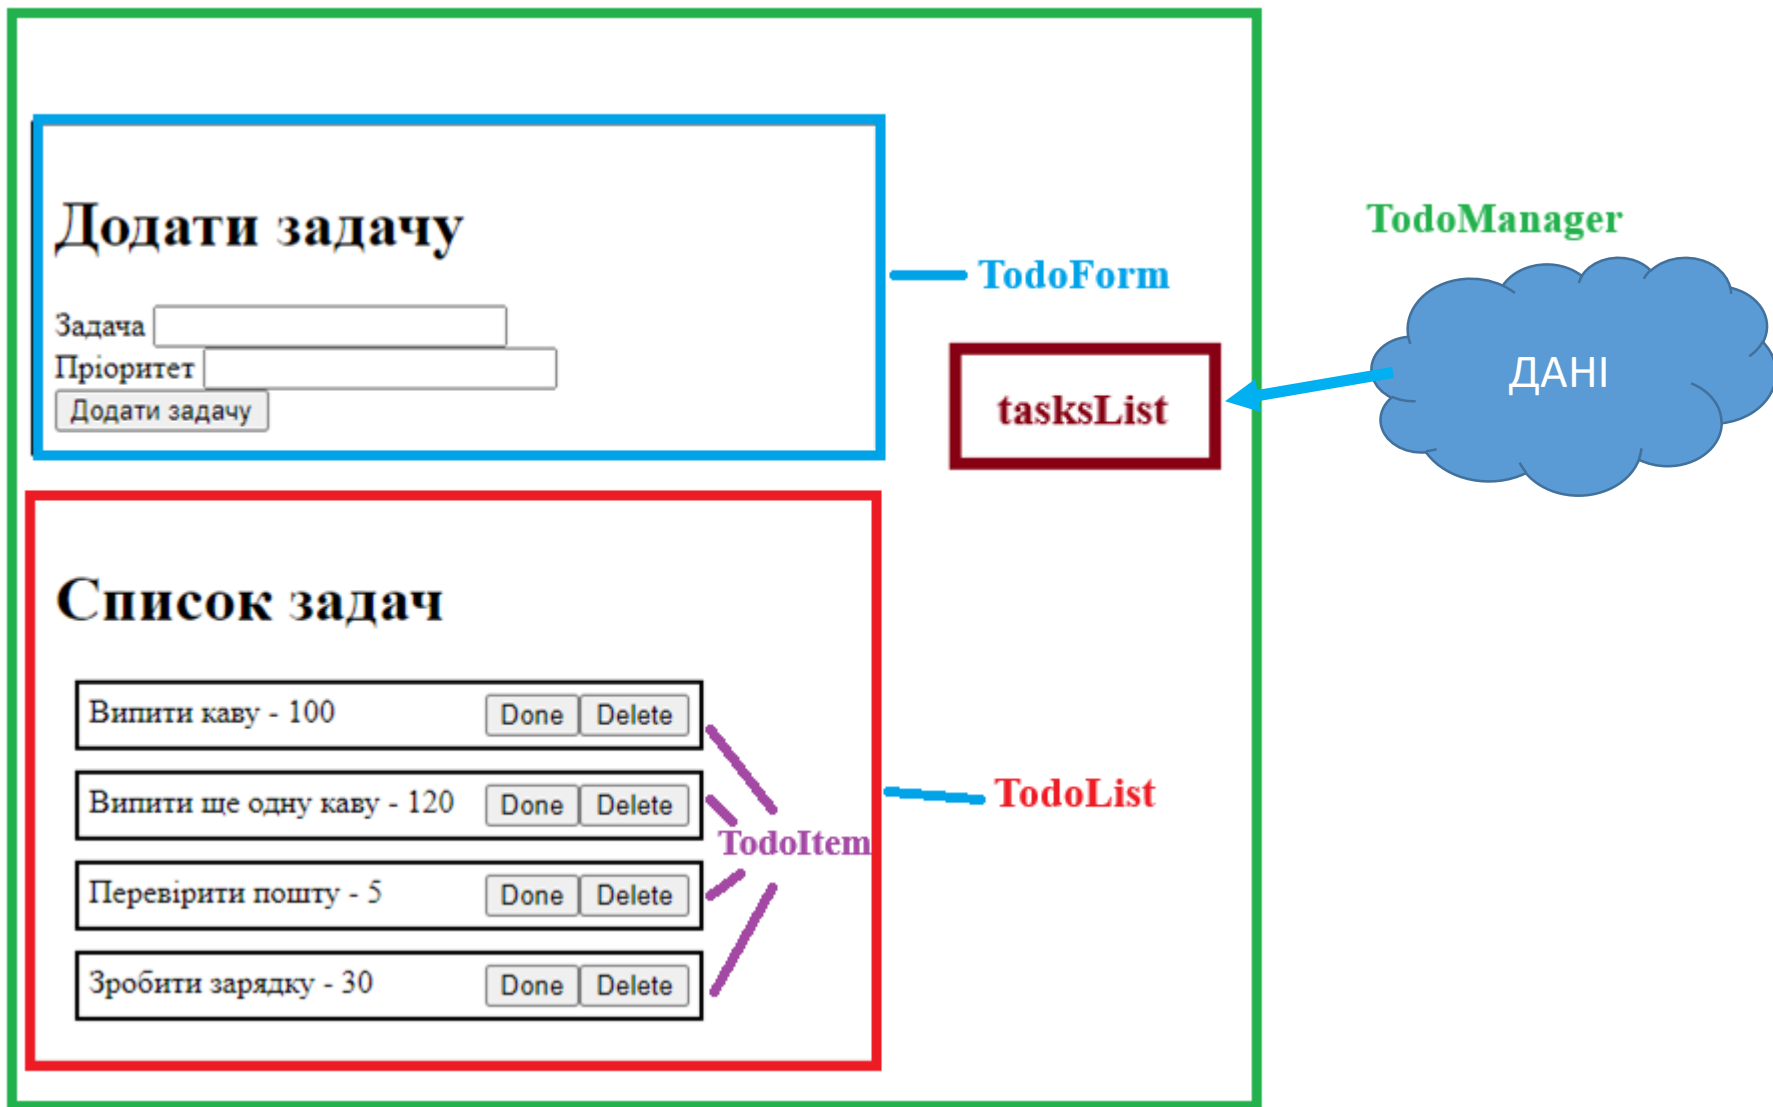 Додати задачу
Задача
Пріоритет
Додати задачу
TodoForm
tasksList
TodoManager
ДАНІ
Список задач
Випити каву - 100 Done Delete
Випити ще одну каву - 120 Done Delete
Перевірити пошту - 5 Done Delete
Зробити зарядку - 30 Done Delete
TodoItem
TodoList